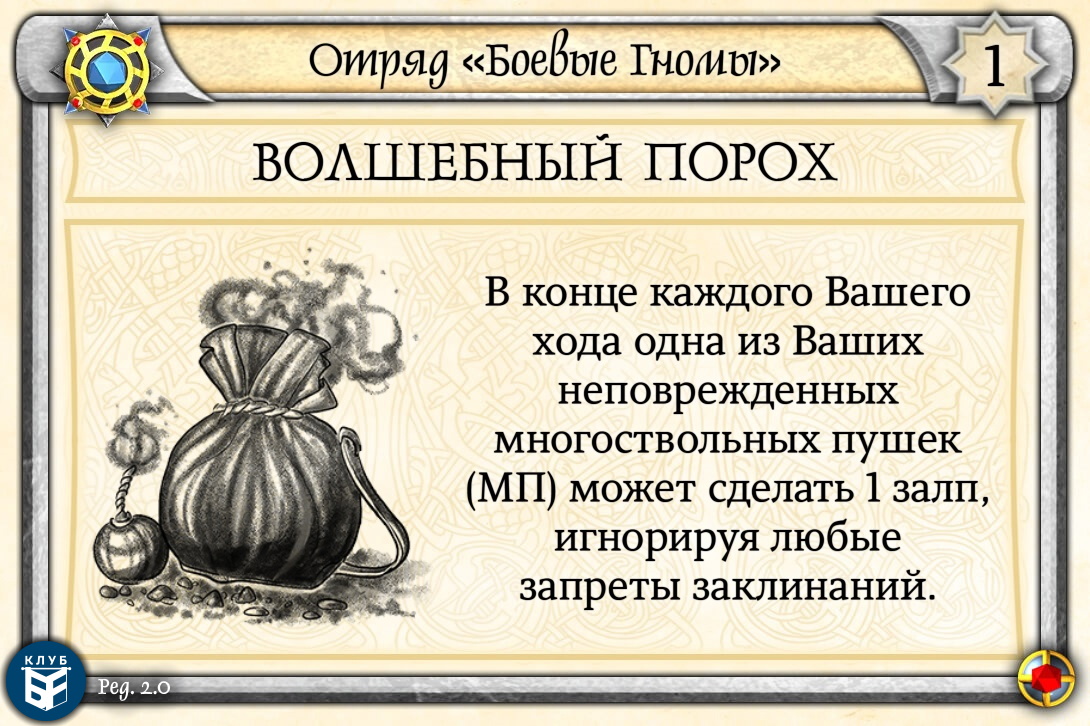 Отряд «Боевые Гномы»
1
ВОЛШЕБНЫЙ ПОРОХ
В конце каждого Вашего
хода одна из Ваших
неповрежденных
многоствольных пушек
(МП) может сделать 1 залп,
игнорируя любые
запреты заклинаний.
КЛУБ
БГ
Ред. 2.0